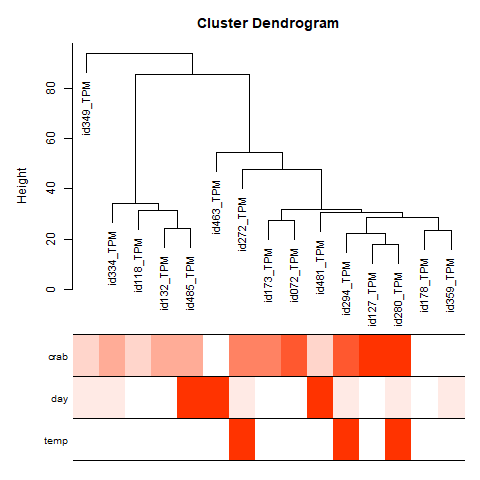 Cluster Dendrogram
Height
0
20
40
60
80
id349_TPM
id334_TPM
id118_TPM
id132_TPM
id485_TPM
id463_TPM
id272_TPM
id173_TPM
id072_TPM
id481_TPM
id294_TPM
id127_TPM
id280_TPM
id178_TPM
id359_TPM
crab
day
temp